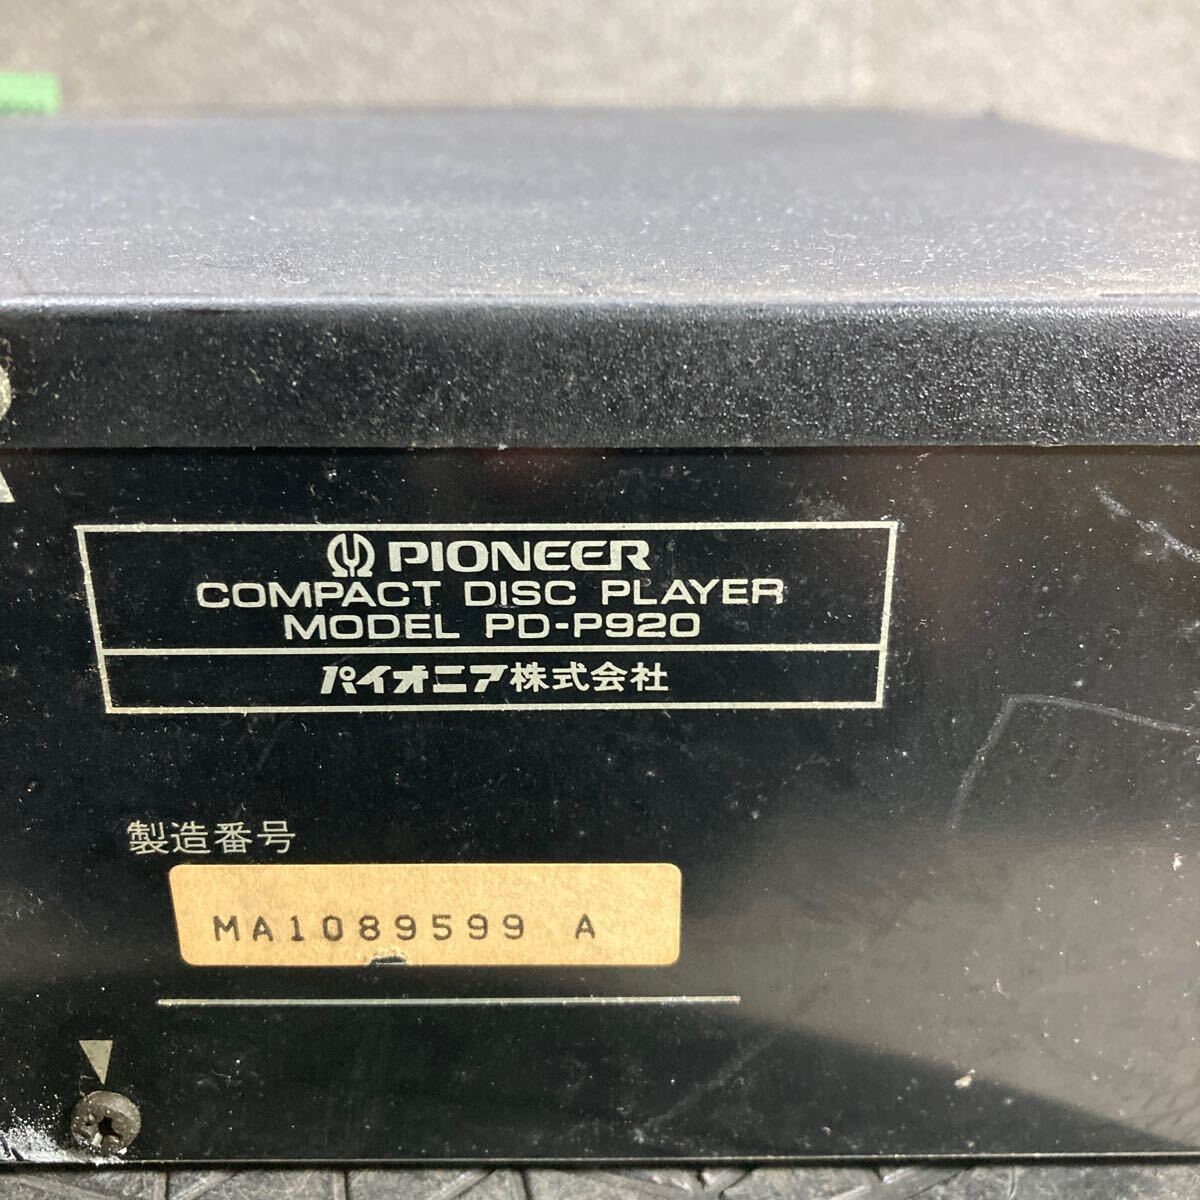 PIONEER
COMPACT DISC PLAYER
MODEL PD-P920
パイオニア株式会社
製造番号
MA1089599 A